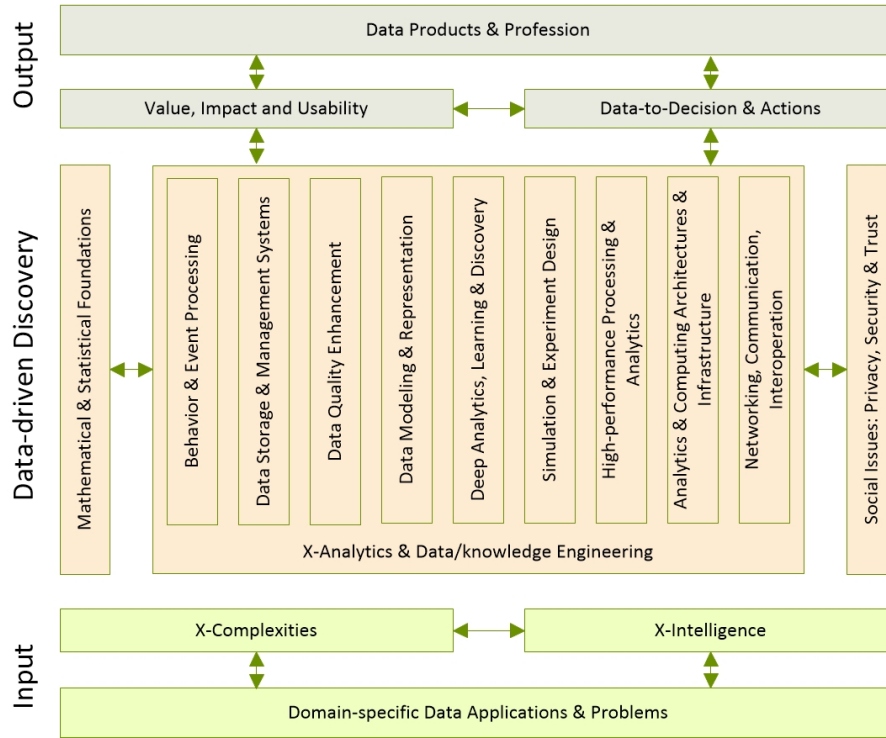 Output
Data Products & Profession
Value, Impact and Usability
Data-to-Decision & Actions
Data-driven Discovery
Mathematical & Statistical Foundations
Behavior & Event Processing
Data Storage & Management Systems
Data Quality Enhancement
Data Modeling & Representation
Deep Analytics, Learning & Discovery
Simulation & Experiment Design
High-performance Processing &
Analytics
Analytics & Computing Architectures &
Infrastructure
Networking, Communication,
Interoperation
X-Analytics & Data/knowledge Engineering
Social Issues: Privacy, Security & Trust
Input
X-Complexities
X-Intelligence
Domain-specific Data Applications & Problems